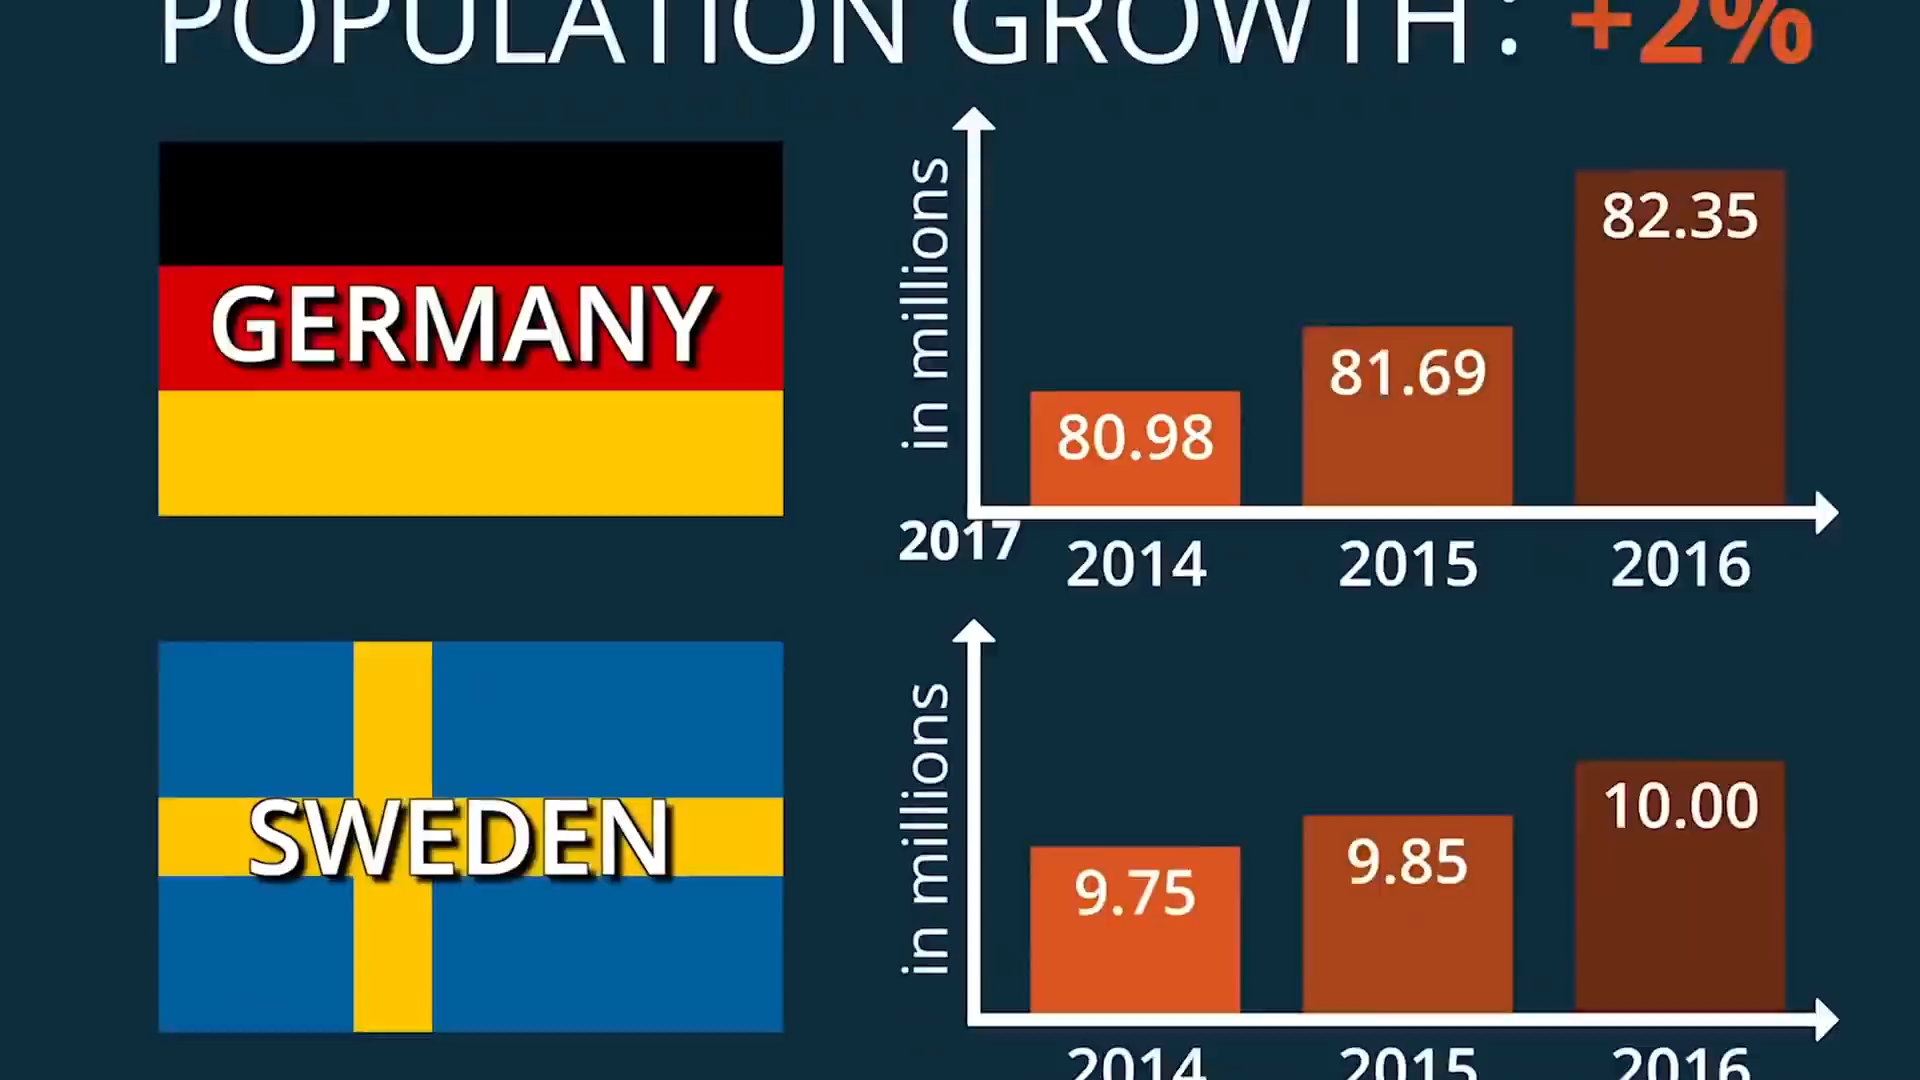 POPULATION GROWTH: +2%
GERMANY
in millions
80.98
81.69
82.35
2017
2014
2015
2016
SWEDEN
in millions
9.75
9.85
10.00
2014
2015
2016